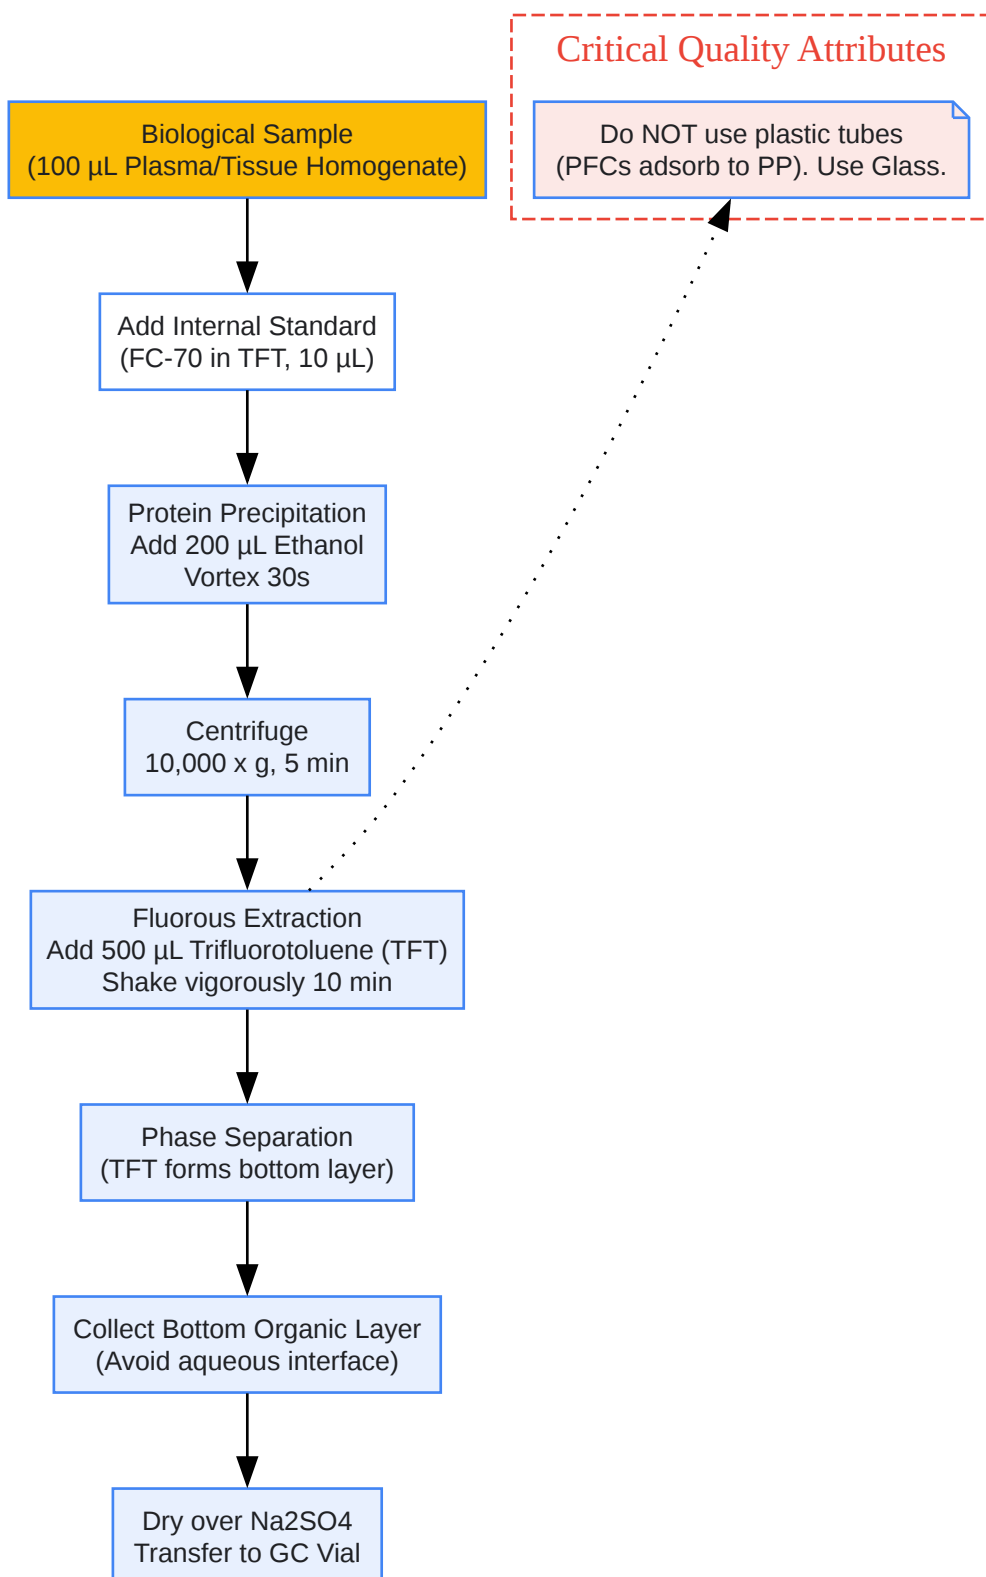 Critical Quality Attributes
Biological Sample
(100 µL Plasma/Tissue Homogenate)
Do NOT use plastic tubes
(PFCs adsorb to PP). Use Glass.
Add Internal Standard
(FC-70 in TFT, 10 µL)
Protein Precipitation
Add 200 µL Ethanol
Vortex 30s
Centrifuge
10,000 x g, 5 min
Fluorous Extraction
Add 500 µL Trifluorotoluene (TFT)
Shake vigorously 10 min
Phase Separation
(TFT forms bottom layer)
Collect Bottom Organic Layer
(Avoid aqueous interface)
Dry over Na2SO4
Transfer to GC Vial